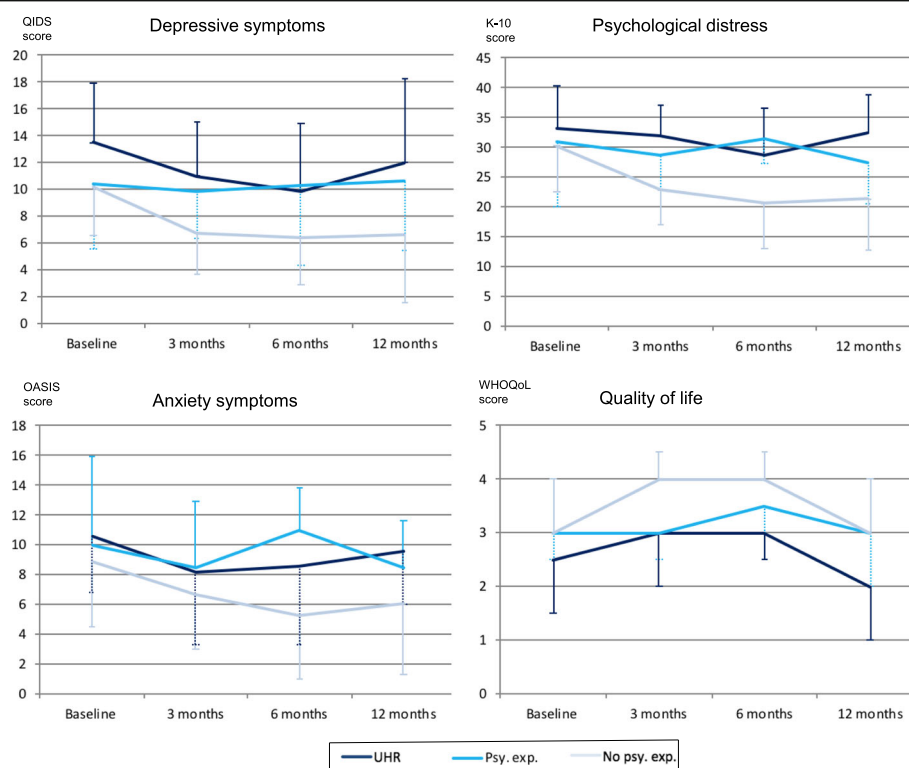 QIDS
score
Depressive symptoms
20
18
16
14
12
10
8
6
4
2
0
Baseline 3 months 6 months 12 months
K-10
score
Psychological distress
45
40
35
30
25
20
15
10
5
0
Baseline 3 months 6 months 12 months
OASIS
score
Anxiety symptoms
18
16
14
12
10
8
6
4
2
0
Baseline 3 months 6 months 12 months
WHOQoL
score
Quality of life
5
4
3
2
1
0
Baseline 3 months 6 months 12 months
UHR Psy. exp. No psy. exp.